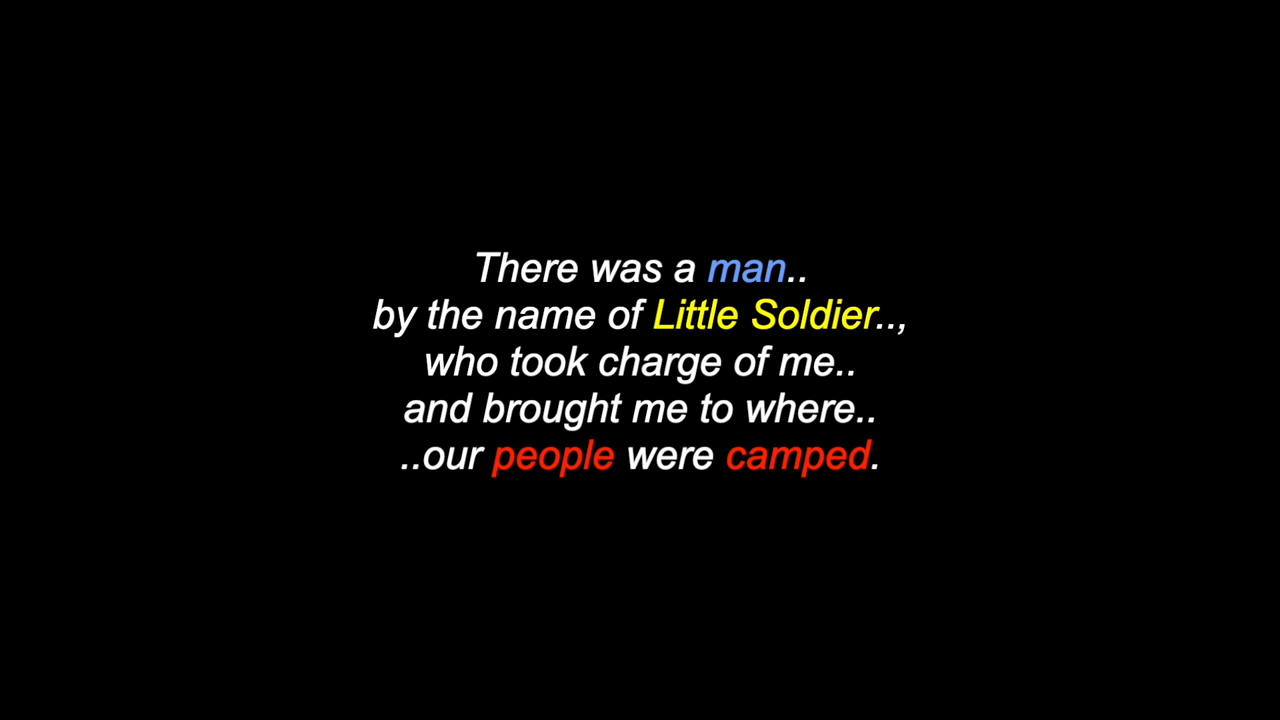 There was a man..
by the name of Little Soldier..,
who took charge of me..
and brought me to where..
..our people were camped.